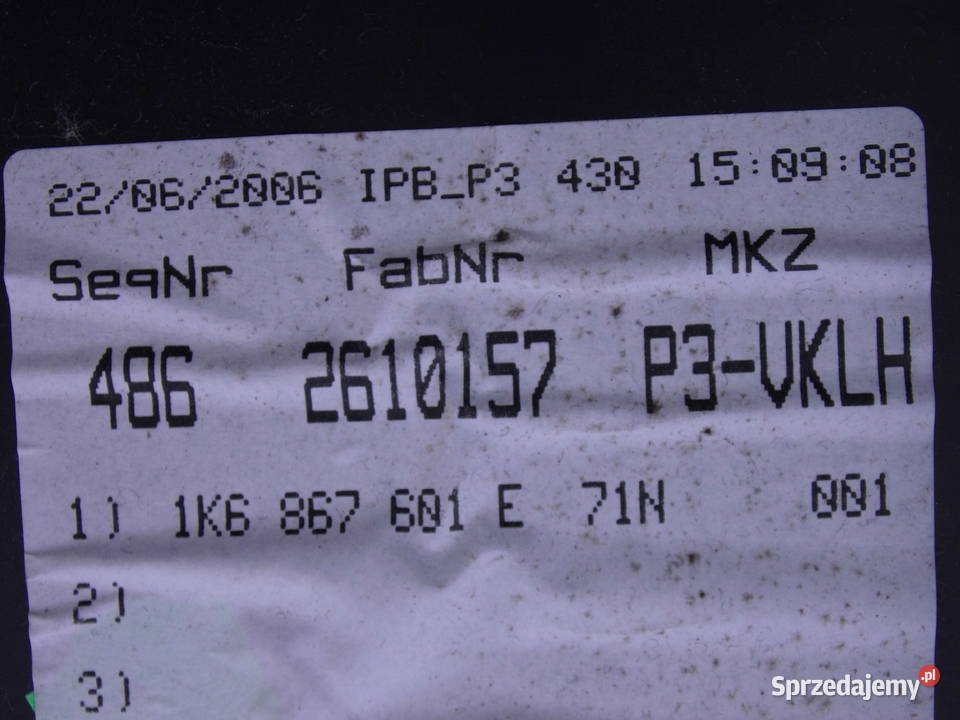 22/06/2006 IPB_P3 430 15:09:08
SeqNr FabNr MKZ
486 2610157 P3-VKLH
1) 1K6 867 601 E 71N 001
2)
3)
Sprzedajemy.pl